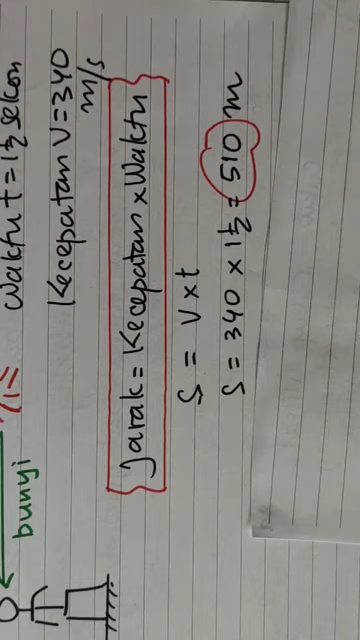 Waktu t = 1½ sekon
Kecepatan V = 340
m/s
Jarak = Kecepatan x Waktu
S = V x t
S = 340 x 1½ = 510 m
bunyi